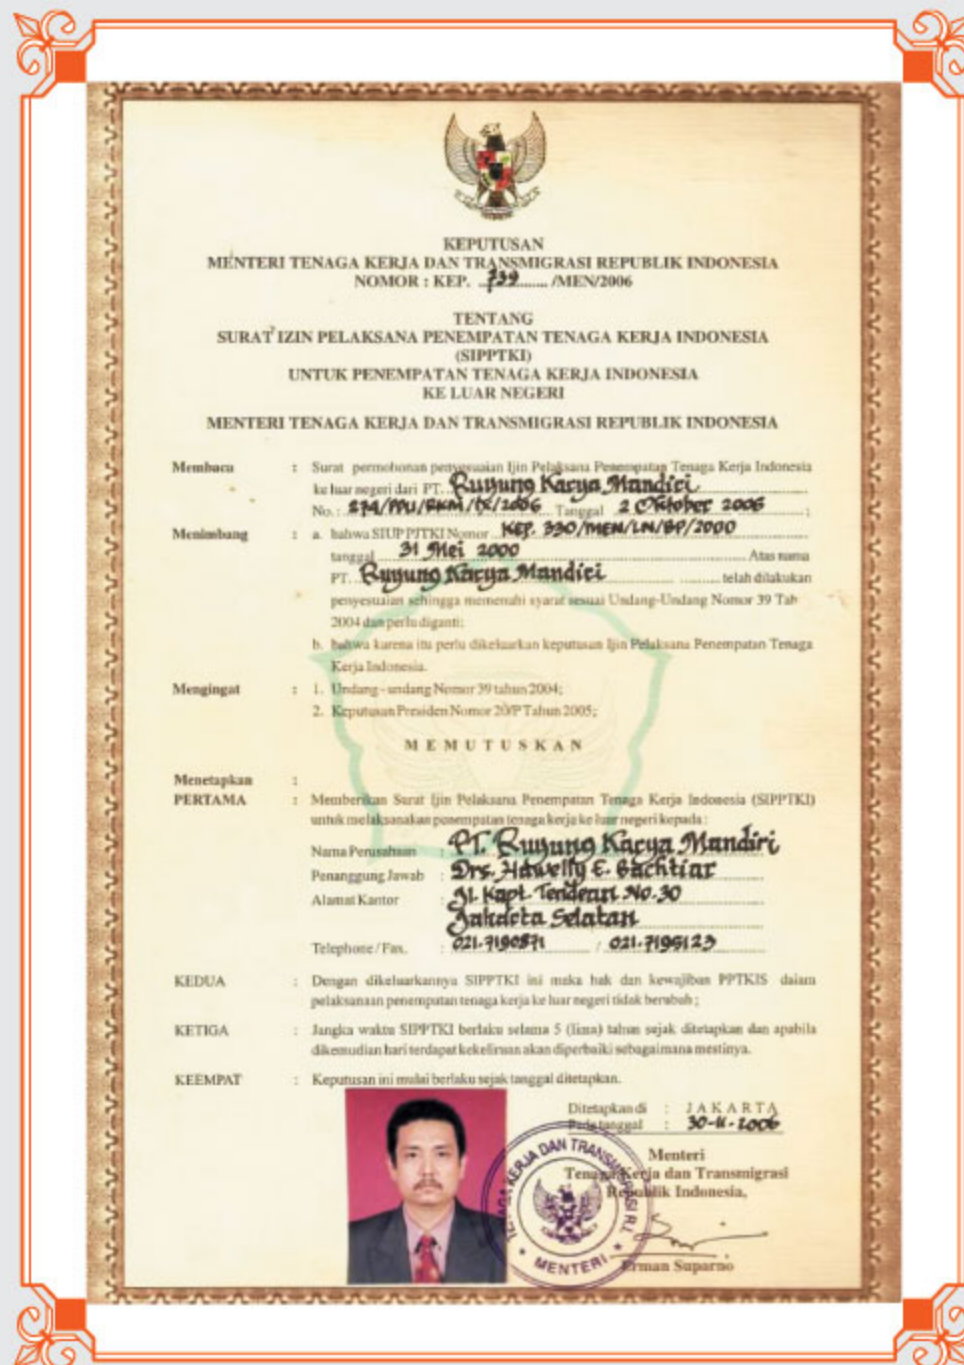 KEPUTUSAN
MENTERI TENAGA KERJA DAN TRANSMIGRASI REPUBLIK INDONESIA
NOMOR : KEP. 739 /MEN/2006
TENTANG
SURAT IZIN PELAKSANA PENEMPATAN TENAGA KERJA INDONESIA
(SIPPTKI)
UNTUK PENEMPATAN TENAGA KERJA INDONESIA
KE LUAR NEGERI
MENTERI TENAGA KERJA DAN TRANSMIGRASI REPUBLIK INDONESIA
Membaca : Surat permohonan penyesuaian Ijin Pelaksana Penempatan Tenaga Kerja Indonesia
ke luar negeri dari PT. Ruyung Karya Mandiri
No. : 274/PPU/RKM/IX/2006 Tanggal 2 Oktober 2006 ;
Menimbang : a. bahwa SIUP PJTKI Nomor KEP. 330/MEN/LN/BP/2000
tanggal 31 Mei 2000 Atas nama
PT. Ruyung Karya Mandiri telah dilakukan
penyesuaian sehingga memenuhi syarat sesuai Undang-Undang Nomor 39 Tah
2004 dan perlu diganti;
b. bahwa karena itu perlu dikeluarkan keputusan Ijin Pelaksana Penempatan Tenaga
Kerja Indonesia.
Mengingat : 1. Undang - undang Nomor 39 tahun 2004;
2. Keputusan Presiden Nomor 20/P Tahun 2005;
M E M U T U S K A N
Menetapkan :
PERTAMA : Memberikan Surat Ijin Pelaksana Penempatan Tenaga Kerja Indonesia (SIPPTKI)
untuk melaksanakan penempatan tenaga kerja ke luar negeri kepada :
Nama Perusahaan : PT. Ruyung Karya Mandiri
Penanggung Jawab : Drs. Hawelly E. Bachtiar
Alamat Kantor : Jl. Kapt. Tendean No. 30
Jakarta Selatan
Telephone / Fax. : 021.7190871 / 021.7195123
KEDUA : Dengan dikeluarkannya SIPPTKI ini maka hak dan kewajiban PPTKIS dalam
pelaksanaan penempatan tenaga kerja ke luar negeri tidak berubah ;
KETIGA : Jangka waktu SIPPTKI berlaku selama 5 (lima) tahun sejak ditetapkan dan apabila
dikemudian hari terdapat kekeliruan akan diperbaiki sebagaimana mestinya.
KEEMPAT : Keputusan ini mulai berlaku sejak tanggal ditetapkan.
Ditetapkan di : J A K A R T A
Pada tanggal : 30-11-2006
Menteri
Tenaga Kerja dan Transmigrasi
Republik Indonesia,
TENAGA KERJA DAN TRANSMIGRASI R.I.
MENTERI
Erman Suparno